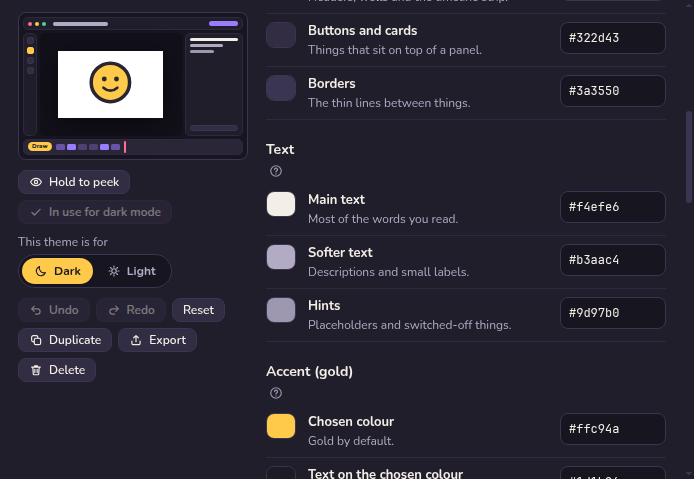 Draw
Hold to peek
In use for dark mode
This theme is for
Dark
Light
Undo
Redo
Reset
Duplicate
Export
Delete
Buttons and cards
Things that sit on top of a panel.
#322d43
Borders
The thin lines between things.
#3a3550
Text
Main text
Most of the words you read.
#f4efe6
Softer text
Descriptions and small labels.
#b3aac4
Hints
Placeholders and switched-off things.
#9d97b0
Accent (gold)
Chosen colour
Gold by default.
#ffc94a
Text on the chosen colour